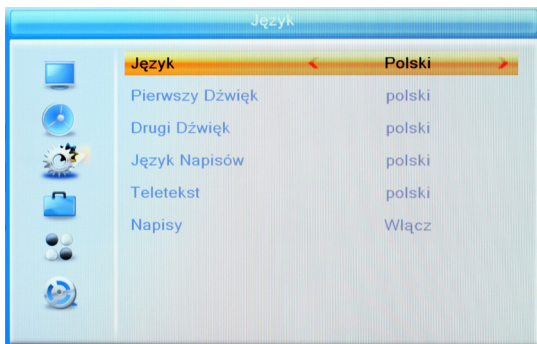 Język
Język Polski
Pierwszy Dźwięk polski
Drugi Dźwięk polski
Język Napisów polski
Teletekst polski
Napisy Włącz